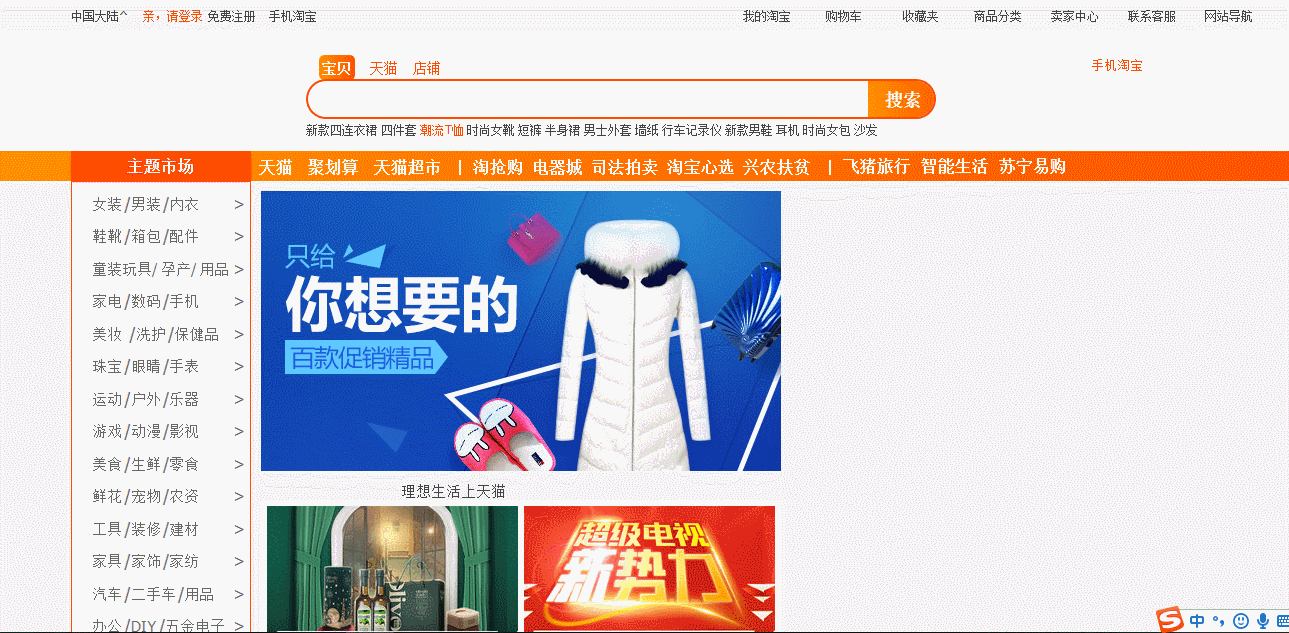 中国大陆^ 亲，请登录 免费注册 手机淘宝 我的淘宝 购物车 收藏夹 商品分类 卖家中心 联系客服 网站导航
宝贝 天猫 店铺
手机淘宝
搜索
新款四连衣裙 四件套 潮流T恤 时尚女靴 短裤 半身裙 男士外套 墙纸 行车记录仪 新款男鞋 耳机 时尚女包 沙发
主题市场 天猫 聚划算 天猫超市 | 淘抢购 电器城 司法拍卖 淘宝心选 兴农扶贫 | 飞猪旅行 智能生活 苏宁易购
女装/男装/内衣 >
鞋靴/箱包/配件 >
童装玩具/ 孕产/ 用品 >
家电/数码/手机 >
美妆 /洗护/保健品 >
珠宝/眼睛/手表 >
运动/户外/乐器 >
游戏/动漫/影视 >
美食/生鲜/零食 >
鲜花/宠物/农资 >
工具/装修/建材 >
家具/家饰/家纺 >
汽车/二手车/用品 >
办公/DIY/五金电子 >
只给
你想要的
百款促销精品
理想生活上天猫
Olive
超级电视
新势力
S 中